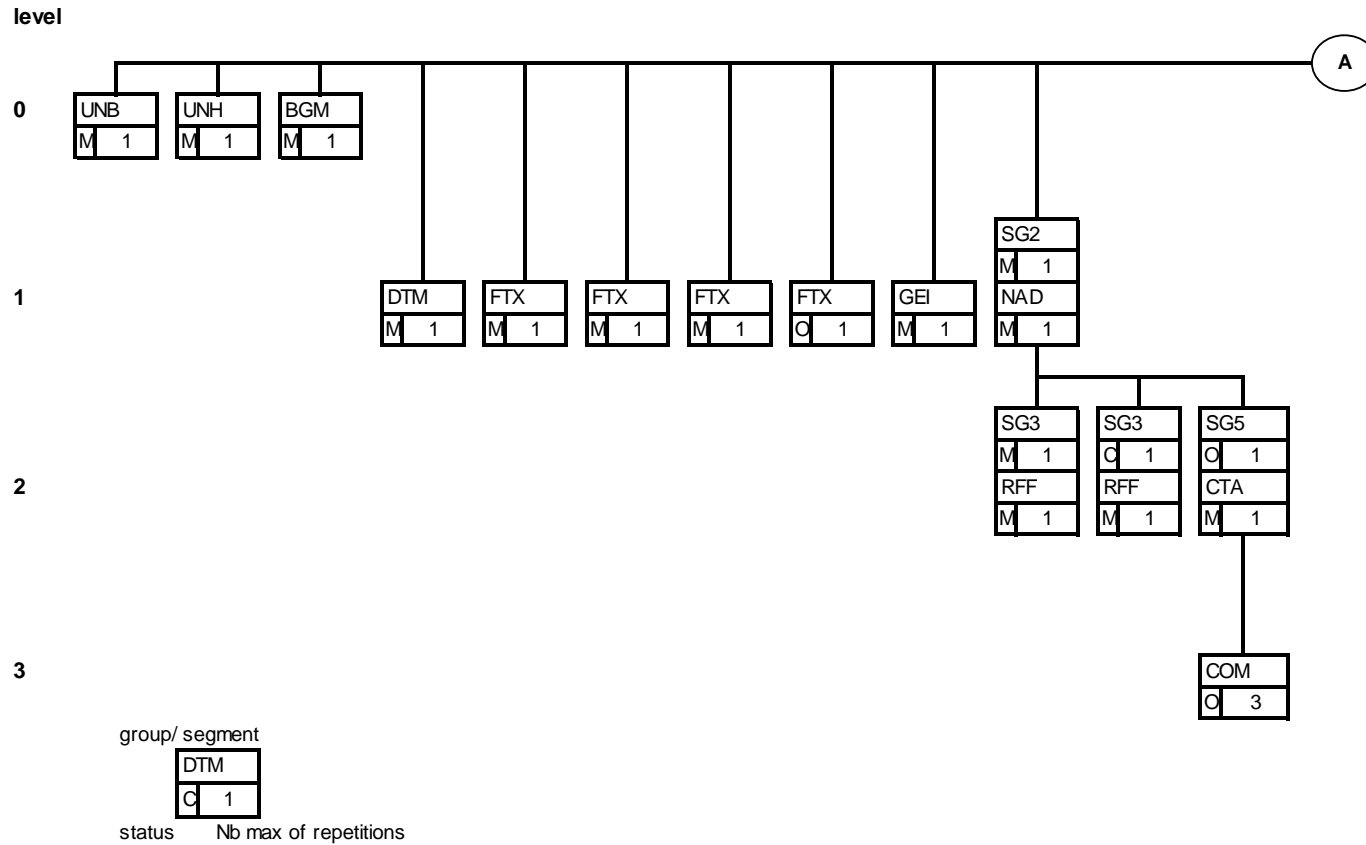 level
A
0 UNB UNH BGM
M 1 M 1 M 1
SG2
M 1
1 DTM FTX FTX FTX FTX GEI NAD
M 1 M 1 M 1 M 1 O 1 M 1 M 1
SG3 SG3 SG5
M 1 C 1 O 1
2 RFF RFF CTA
M 1 M 1 M 1
3 COM
O 3
group/ segment
DTM
C 1
status Nb max of repetitions